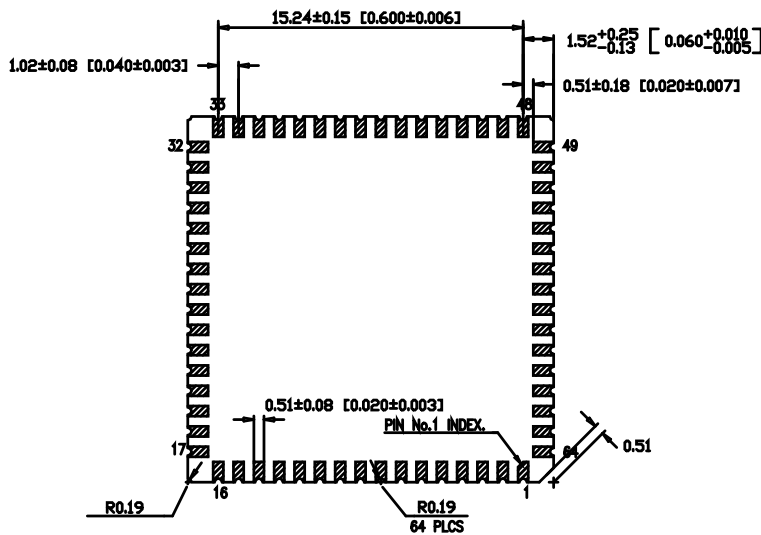 15.24±0.15 [0.600±0.006]
1.52+0.25 -0.13 [0.060+0.010 -0.005]
1.02±0.08 [0.040±0.003]
0.51±0.18 [0.020±0.007]
33
48
32
49
0.51±0.08 [0.020±0.003]
PIN No.1 INDEX.
17
64
0.51
16
1
R0.19
R0.19
64 PLCS